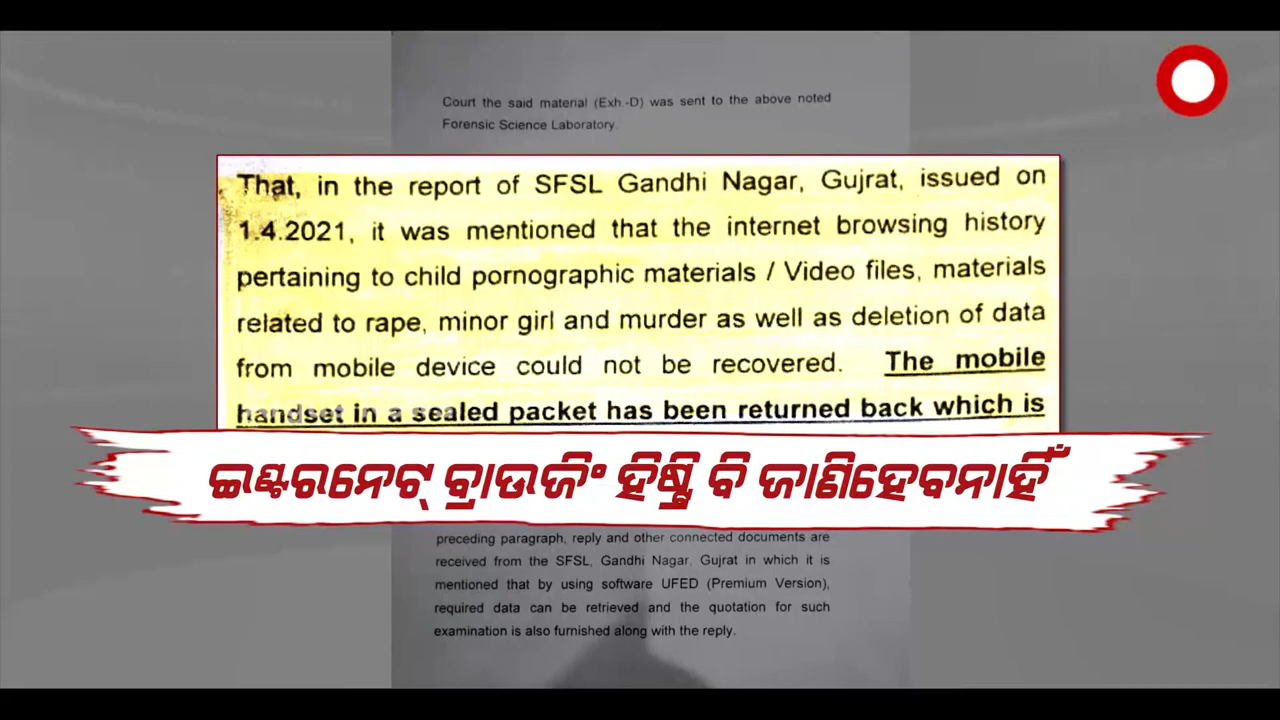 Court the said material (Exh.-D) was sent to the above noted
Forensic Science Laboratory.
That, in the report of SFSL Gandhi Nagar, Gujrat, issued on
1.4.2021, it was mentioned that the internet browsing history
pertaining to child pornographic materials / Video files, materials
related to rape, minor girl and murder as well as deletion of data
from mobile device could not be recovered. The mobile
handset in a sealed packet has been returned back which is
ଇଣ୍ଟରନେଟ୍ ବ୍ରାଉଜିଂ ହିଷ୍ଟ୍ରି ବି ଜାଣିହେବନାହିଁ
preceding paragraph, reply and other connected documents are
received from the SFSL, Gandhi Nagar, Gujrat in which it is
mentioned that by using software UFED (Premium Version),
required data can be retrieved and the quotation for such
examination is also furnished along with the reply.